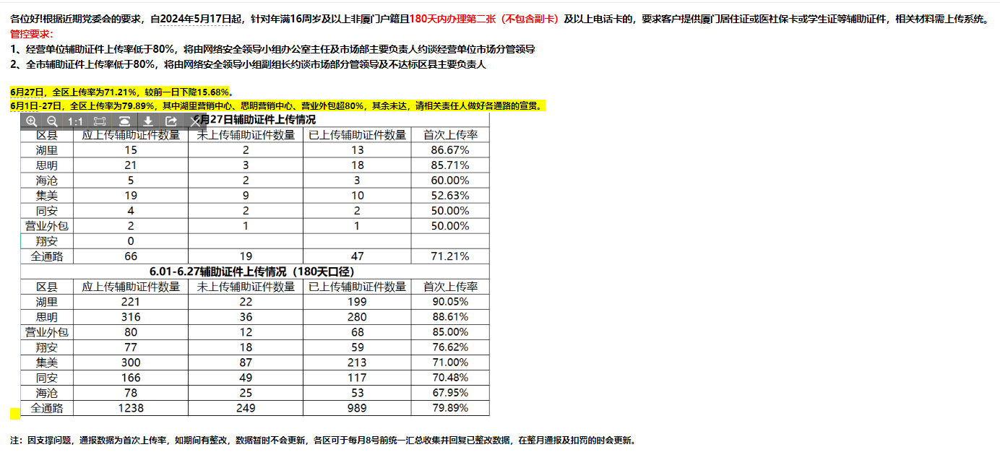 各位好!根据近期党委会的要求，自2024年5月17日起，针对年满16周岁及以上非厦门户籍且180天内办理第二张（不包含副卡）及以上电话卡的，要求客户提供厦门居住证或医社保卡或学生证等辅助证件，相关材料需上传系统。
管控要求:
1、经营单位辅助证件上传率低于80%，将由网络安全领导小组办公室主任及市场部主要负责人约谈经营单位市场分管领导
2、全市辅助证件上传率低于80%，将由网络安全领导小组副组长约谈市场部分管领导及不达标区县主要负责人
6月27日，全区上传率为71.21%，较前一日下降15.68%。
6月1日-27日，全区上传率为79.89%，其中湖里营销中心、思明营销中心、营业外包超80%，其余未达，请相关责任人做好各通路的宣贯。
1:1 6月27日辅助证件上传情况
区县 应上传辅助证件数量 未上传辅助证件数量 已上传辅助证件数量 首次上传率
湖里 15 2 13 86.67%
思明 21 3 18 85.71%
海沧 5 2 3 60.00%
集美 19 9 10 52.63%
同安 4 2 2 50.00%
营业外包 2 1 1 50.00%
翔安 0
全通路 66 19 47 71.21%
6.01-6.27辅助证件上传情况（180天口径）
区县 应上传辅助证件数量 未上传辅助证件数量 已上传辅助证件数量 首次上传率
湖里 221 22 199 90.05%
思明 316 36 280 88.61%
营业外包 80 12 68 85.00%
翔安 77 18 59 76.62%
集美 300 87 213 71.00%
同安 166 49 117 70.48%
海沧 78 25 53 67.95%
全通路 1238 249 989 79.89%
注：因支撑问题，通报数据为首次上传率，如期间有整改，数据暂时不会更新，各区可于每月8号前统一汇总收集并回复已整改数据，在整月通报及扣罚的时会更新。